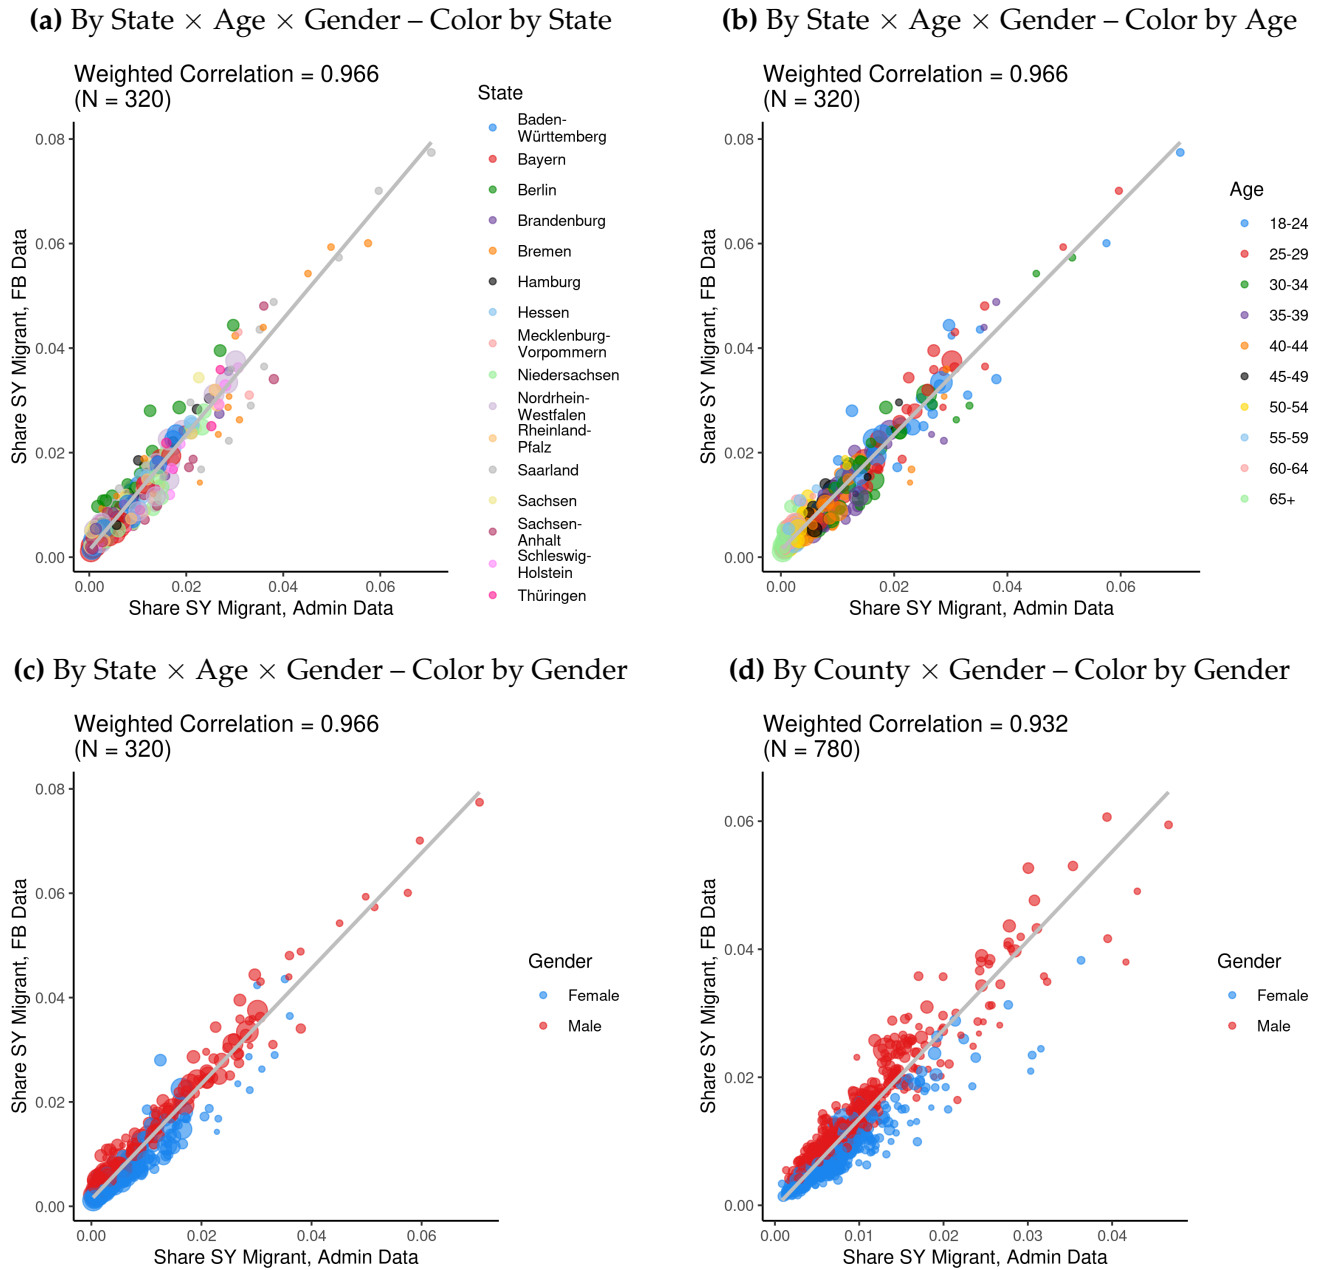 (a) By State × Age × Gender – Color by State
Weighted Correlation = 0.966
(N = 320)
Share SY Migrant, FB Data
0.08
0.06
0.04
0.02
0.00
0.00 0.02 0.04 0.06
Share SY Migrant, Admin Data
State
Baden-
Württemberg
Bayern
Berlin
Brandenburg
Bremen
Hamburg
Hessen
Mecklenburg-
Vorpommern
Niedersachsen
Nordrhein-
Westfalen
Rheinland-
Pfalz
Saarland
Sachsen
Sachsen-
Anhalt
Schleswig-
Holstein
Thüringen
(b) By State × Age × Gender – Color by Age
Weighted Correlation = 0.966
(N = 320)
Share SY Migrant, FB Data
0.08
0.06
0.04
0.02
0.00
0.00 0.02 0.04 0.06
Share SY Migrant, Admin Data
Age
18-24
25-29
30-34
35-39
40-44
45-49
50-54
55-59
60-64
65+
(c) By State × Age × Gender – Color by Gender
Weighted Correlation = 0.966
(N = 320)
Share SY Migrant, FB Data
0.08
0.06
0.04
0.02
0.00
0.00 0.02 0.04 0.06
Share SY Migrant, Admin Data
Gender
Female
Male
(d) By County × Gender – Color by Gender
Weighted Correlation = 0.932
(N = 780)
Share SY Migrant, FB Data
0.06
0.04
0.02
0.00
0.00 0.01 0.02 0.03 0.04
Share SY Migrant, Admin Data
Gender
Female
Male